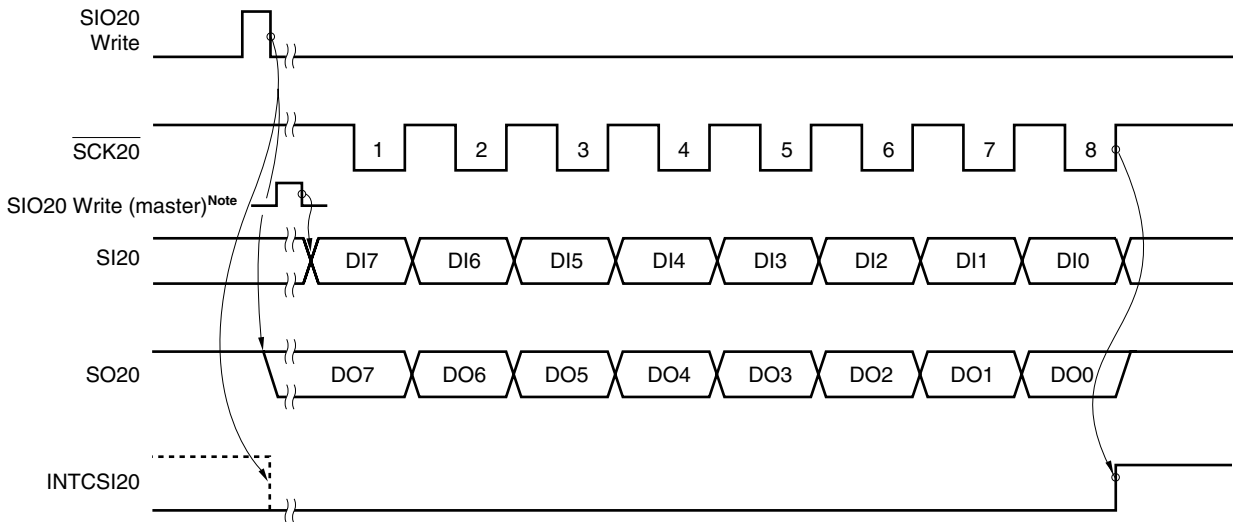 SIO20
Write
SCK20
1 2 3 4 5 6 7 8
SIO20 Write (master)Note
SI20
DI7 DI6 DI5 DI4 DI3 DI2 DI1 DI0
SO20
DO7 DO6 DO5 DO4 DO3 DO2 DO1 DO0
INTCSI20